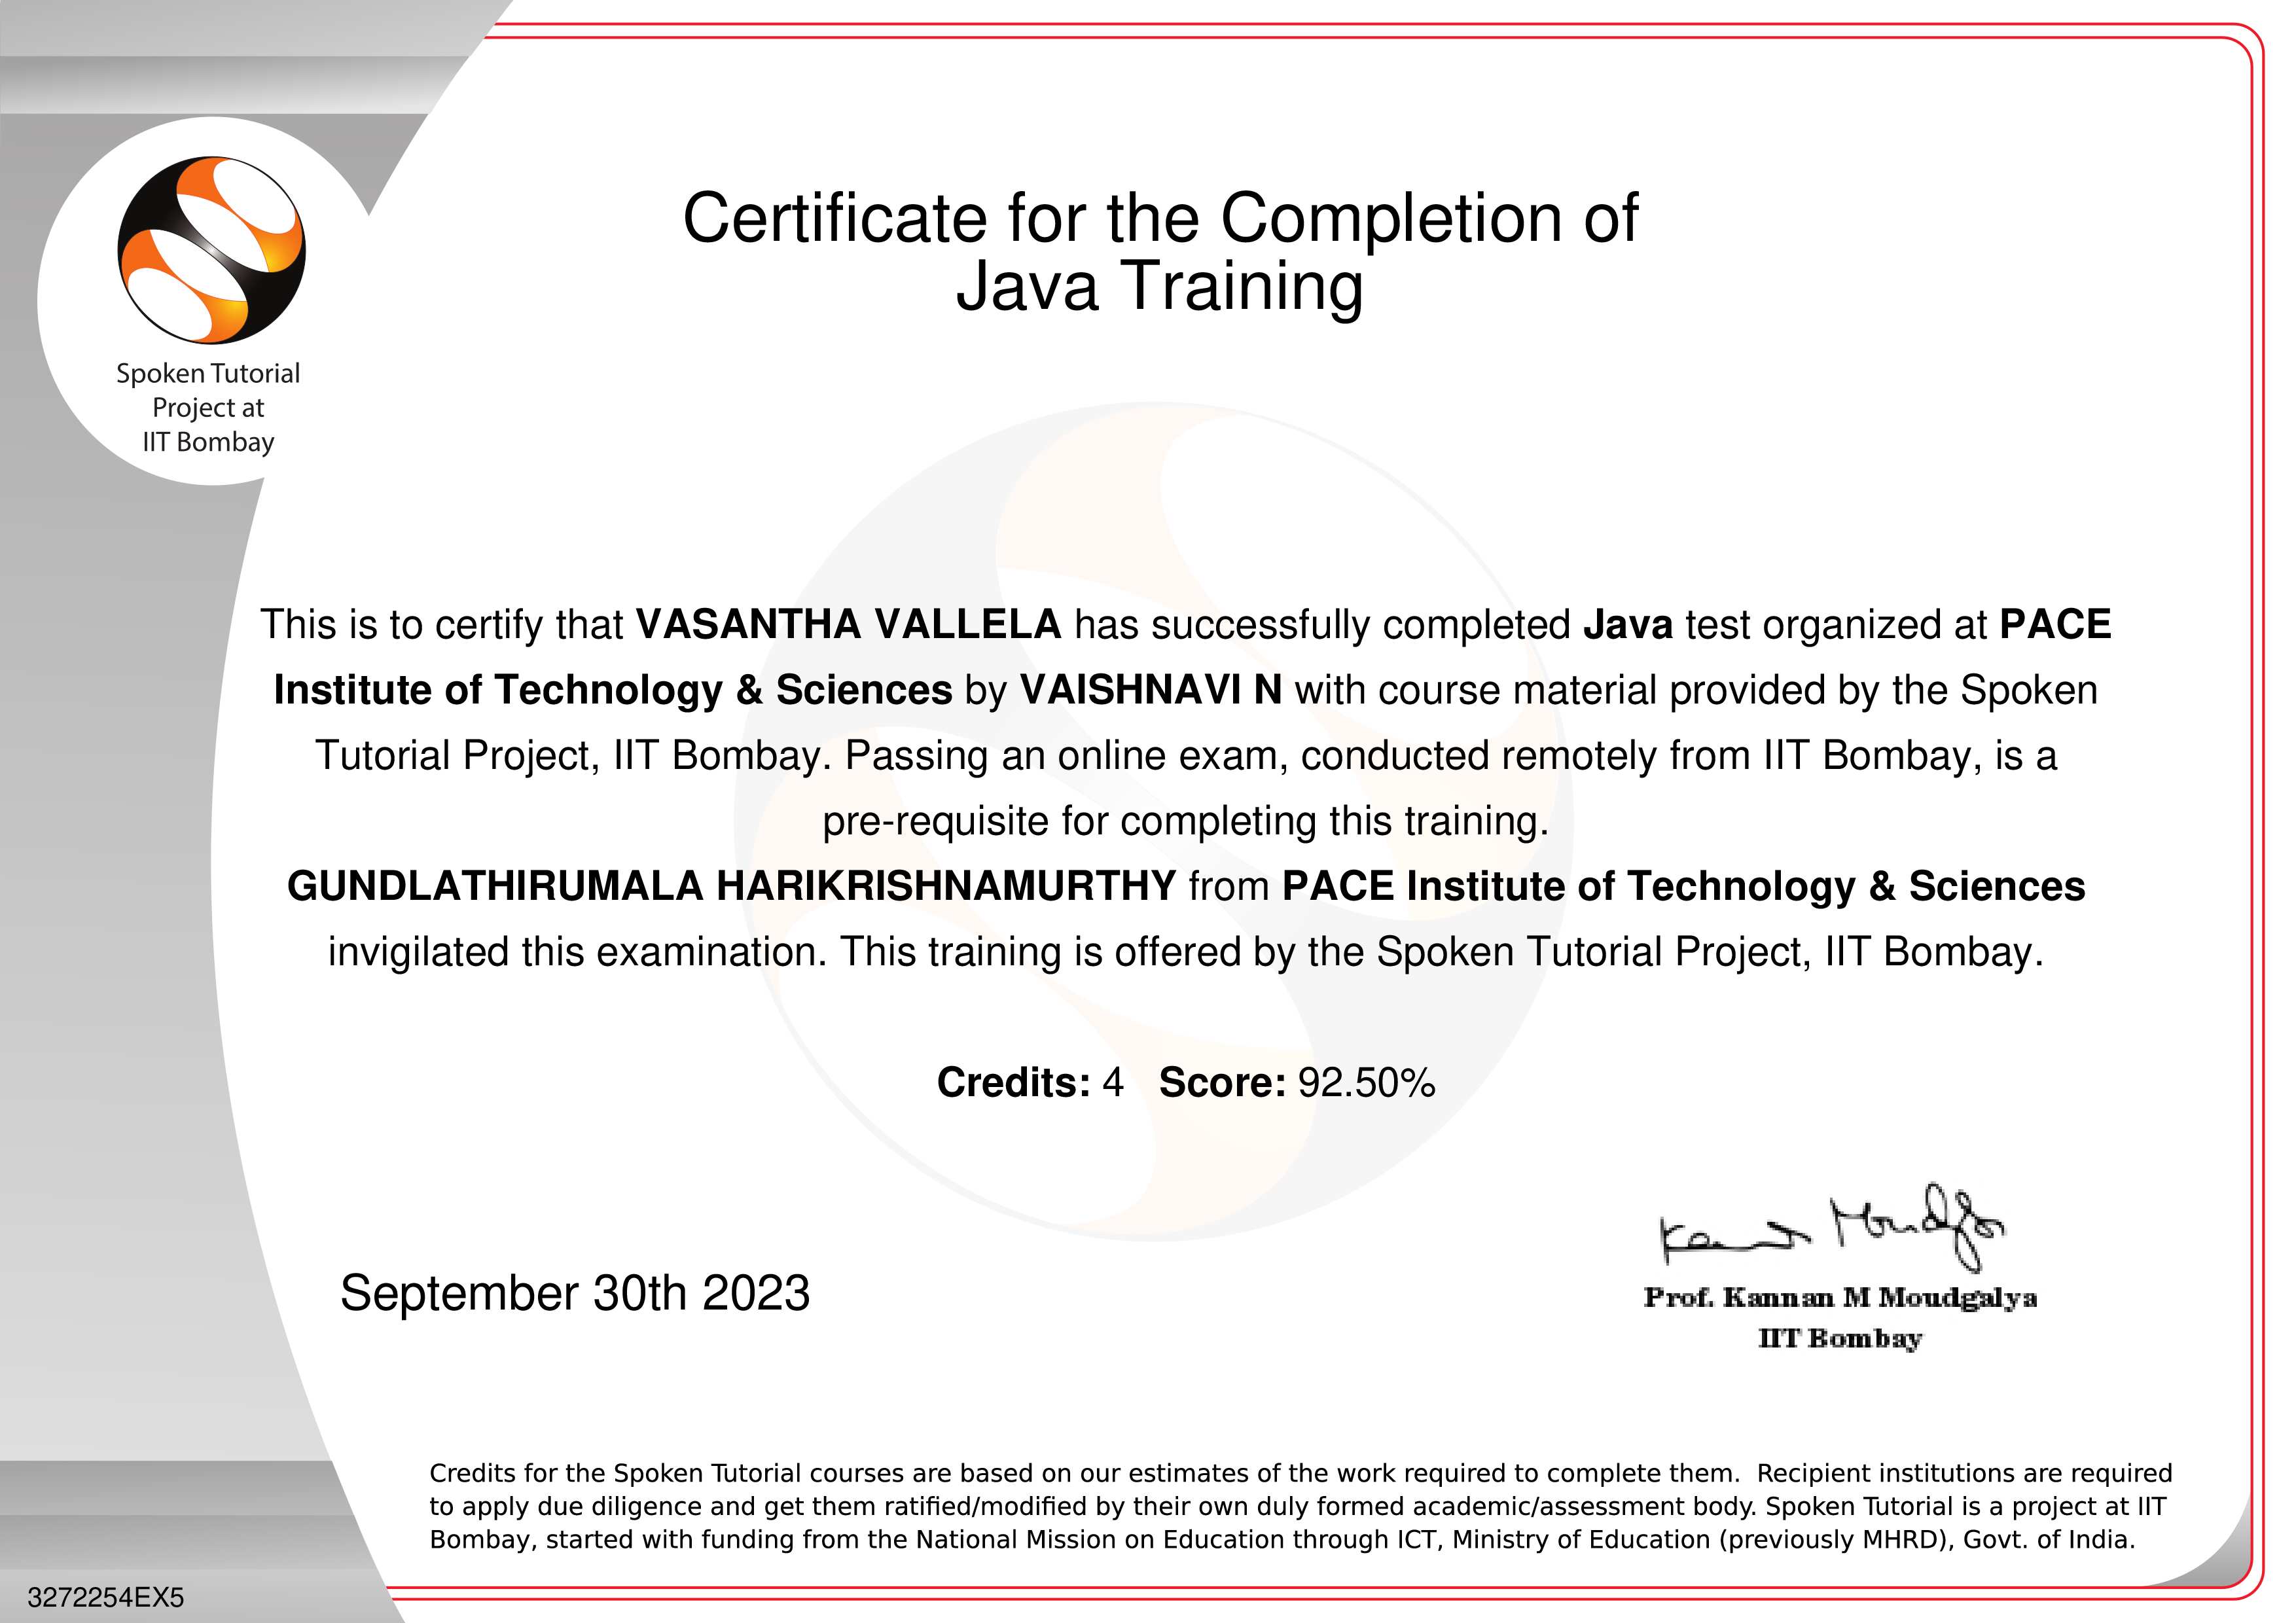 Certificate for the Completion of
Java Training
Spoken Tutorial
Project at
IIT Bombay
This is to certify that VASANTHA VALLELA has successfully completed Java test organized at PACE
Institute of Technology & Sciences by VAISHNAVI N with course material provided by the Spoken
Tutorial Project, IIT Bombay. Passing an online exam, conducted remotely from IIT Bombay, is a
pre-requisite for completing this training.
GUNDLATHIRUMALA HARIKRISHNAMURTHY from PACE Institute of Technology & Sciences
invigilated this examination. This training is offered by the Spoken Tutorial Project, IIT Bombay.
Credits: 4 Score: 92.50%
September 30th 2023
Kannan Moudgalya
Prof. Kannan M Moudgalya
IIT Bombay
Credits for the Spoken Tutorial courses are based on our estimates of the work required to complete them. Recipient institutions are required
to apply due diligence and get them ratified/modified by their own duly formed academic/assessment body. Spoken Tutorial is a project at IIT
Bombay, started with funding from the National Mission on Education through ICT, Ministry of Education (previously MHRD), Govt. of India.
3272254EX5